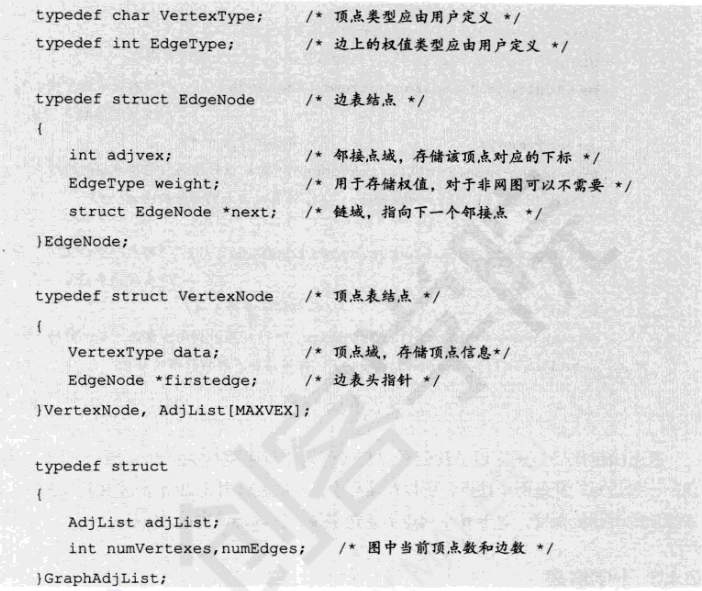 typedef char VertexType; /* 顶点类型应由用户定义 */
typedef int EdgeType; /* 边上的权值类型应由用户定义 */
typedef struct EdgeNode /* 边表结点 */
{
int adjvex; /* 邻接点域，存储该顶点对应的下标 */
EdgeType weight; /* 用于存储权值，对于非网图可以不需要 */
struct EdgeNode *next; /* 链域，指向下一个邻接点 */
}EdgeNode;
typedef struct VertexNode /* 顶点表结点 */
{
VertexType data; /* 顶点域，存储顶点信息*/
EdgeNode *firstedge; /* 边表头指针 */
}VertexNode, AdjList[MAXVEX];
typedef struct
{
AdjList adjList;
int numVertexes,numEdges; /* 图中当前顶点数和边数 */
}GraphAdjList;
创客学院